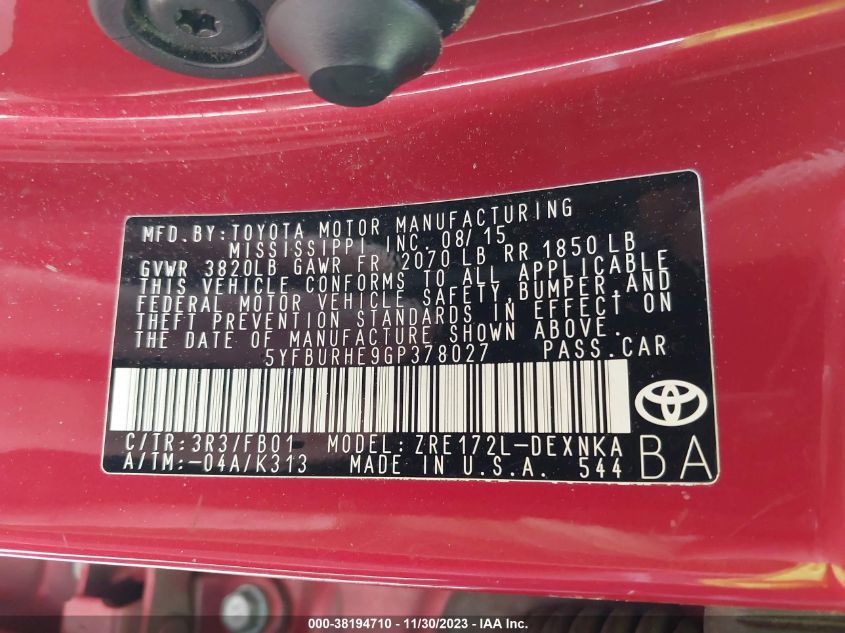 MFD. BY: TOYOTA MOTOR MANUFACTURING
MISSISSIPPI INC. 08/15
GVWR 3820LB GAWR FR 2070 LB RR 1850 LB
THIS VEHICLE CONFORMS TO ALL APPLICABLE
FEDERAL MOTOR VEHICLE SAFETY, BUMPER AND
THEFT PREVENTION STANDARDS IN EFFECT ON
THE DATE OF MANUFACTURE SHOWN ABOVE.
5YFBURHE9GP378027 PASS. CAR
C/TR: 3R3/FB01 MODEL: ZRE172L-DEXNKA
A/TM: -04A/K313 MADE IN U.S.A. 544 BA
000-38194710 - 11/30/2023 - IAA Inc.